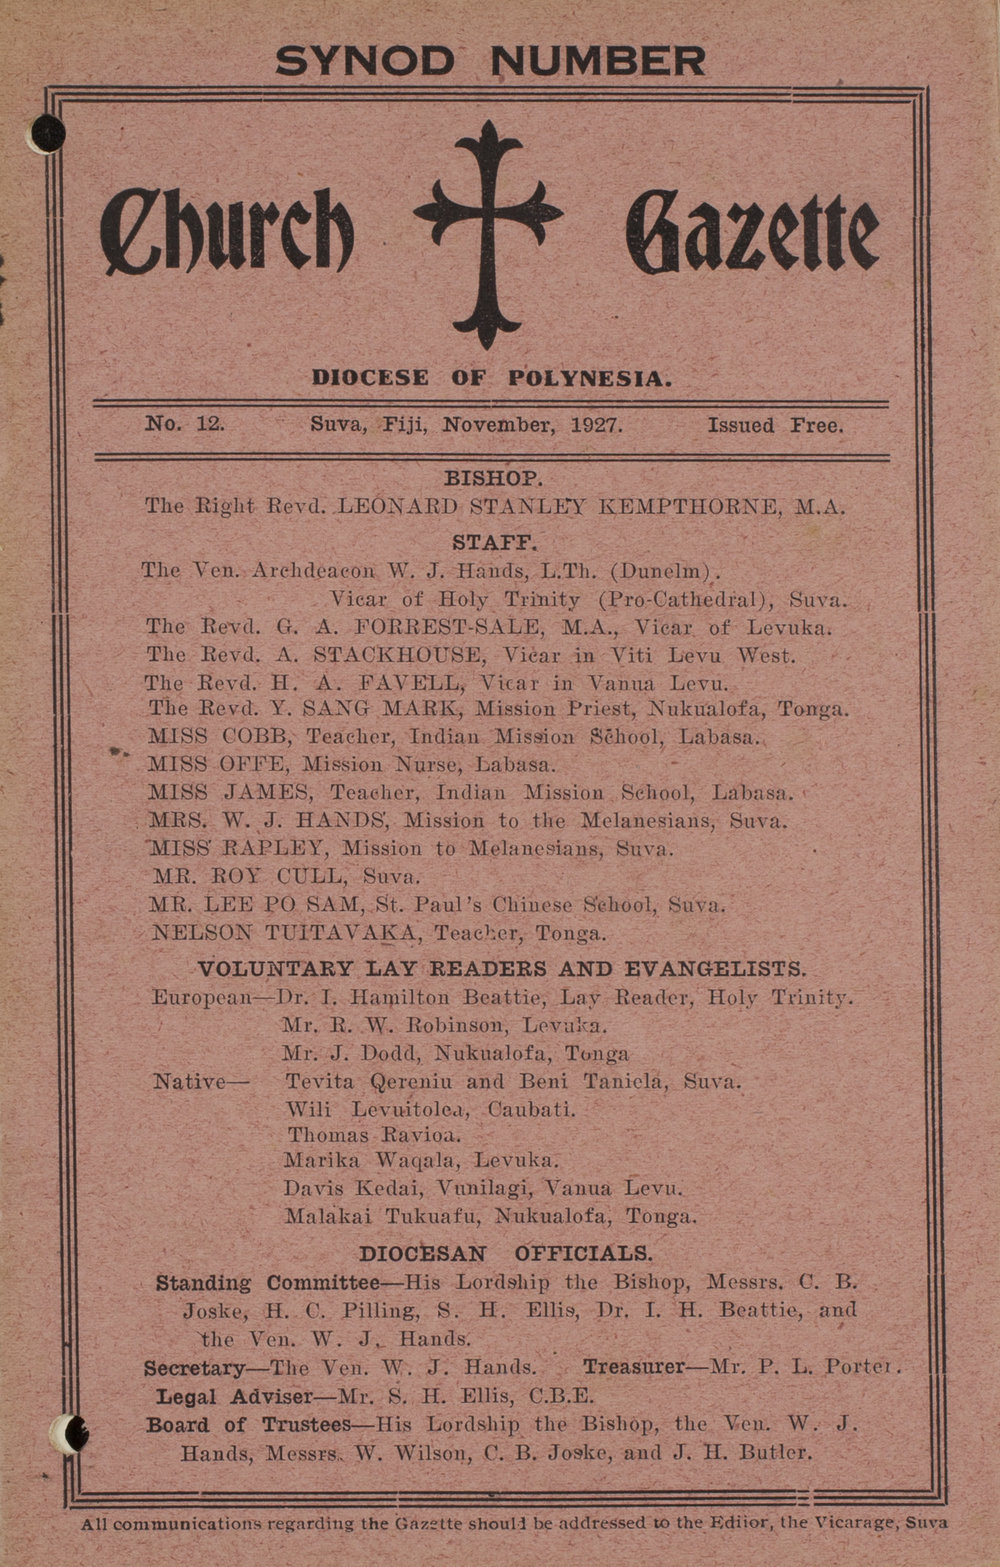 SYNOD NUMBER
Church Gazette
DIOCESE OF POLYNESIA.
No. 12. Suva, Fiji, November, 1927. Issued Free.
BISHOP.
The Right Revd. LEONARD STANLEY KEMPTHORNE, M.A.
STAFF.
The Ven. Archdeacon W. J. Hands, L.Th. (Dunelm).
Vicar of Holy Trinity (Pro-Cathedral), Suva.
The Revd. G. A. FORREST-SALE, M.A., Vicar of Levuka.
The Revd. A. STACKHOUSE, Vicar in Viti Levu West.
The Revd. H. A. FAVELL, Vicar in Vanua Levu.
The Revd. Y. SANG MARK, Mission Priest, Nukualofa, Tonga.
MISS COBB, Teacher, Indian Mission School, Labasa.
MISS OFFE, Mission Nurse, Labasa.
MISS JAMES, Teacher, Indian Mission School, Labasa.
MRS. W. J. HANDS, Mission to the Melanesians, Suva.
MISS RAPLEY, Mission to Melanesians, Suva.
MR. ROY CULL, Suva.
MR. LEE PO SAM, St. Paul's Chinese School, Suva.
NELSON TUITAVAKA, Teacher, Tonga.
VOLUNTARY LAY READERS AND EVANGELISTS.
European—Dr. I. Hamilton Beattie, Lay Reader, Holy Trinity.
Mr. R. W. Robinson, Levuka.
Mr. J. Dodd, Nukualofa, Tonga
Native— Tevita Qereniu and Beni Taniela, Suva.
Wili Levuitolea, Caubati.
Thomas Ravioa.
Marika Waqala, Levuka.
Davis Kedai, Vunilagi, Vanua Levu.
Malakai Tukuafu, Nukualofa, Tonga.
DIOCESAN OFFICIALS.
Standing Committee—His Lordship the Bishop, Messrs. C. B.
Joske, H. C. Pilling, S. H. Ellis, Dr. I. H. Beattie, and
the Ven. W. J. Hands.
Secretary—The Ven. W. J. Hands. Treasurer—Mr. P. L. Porter.
Legal Adviser—Mr. S. H. Ellis, C.B.E.
Board of Trustees—His Lordship the Bishop, the Ven. W. J.
Hands, Messrs. W. Wilson, C. B. Joske, and J. H. Butler.
All communications regarding the Gazette should be addressed to the Ediior, the Vicarage, Suva